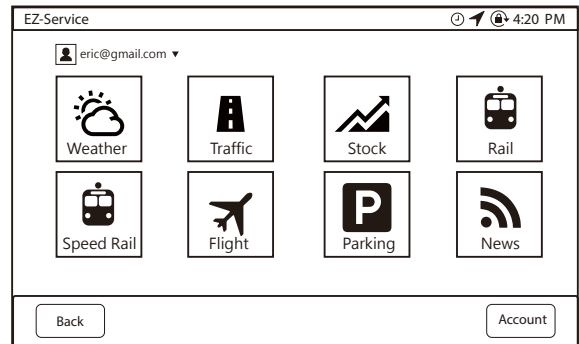 EZ-Service 4:20 PM
eric@gmail.com
Weather Traffic Stock Rail
Speed Rail Flight P Parking News
Back Account